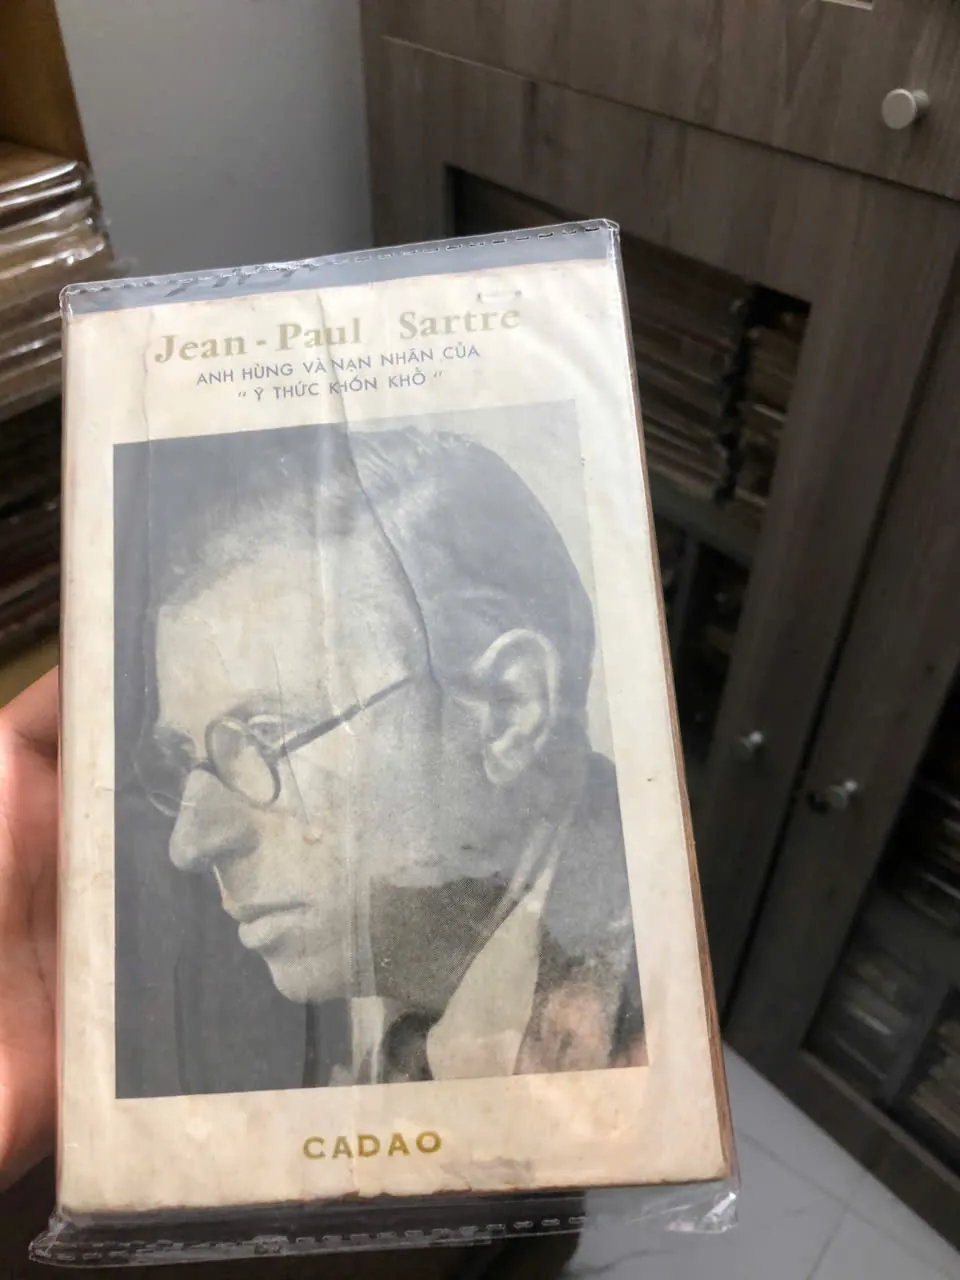 Jean-Paul Sartre
ANH HÙNG VÀ NẠN NHÂN CỦA
“ Ý THỨC KHỐN KHỔ “
CADAO